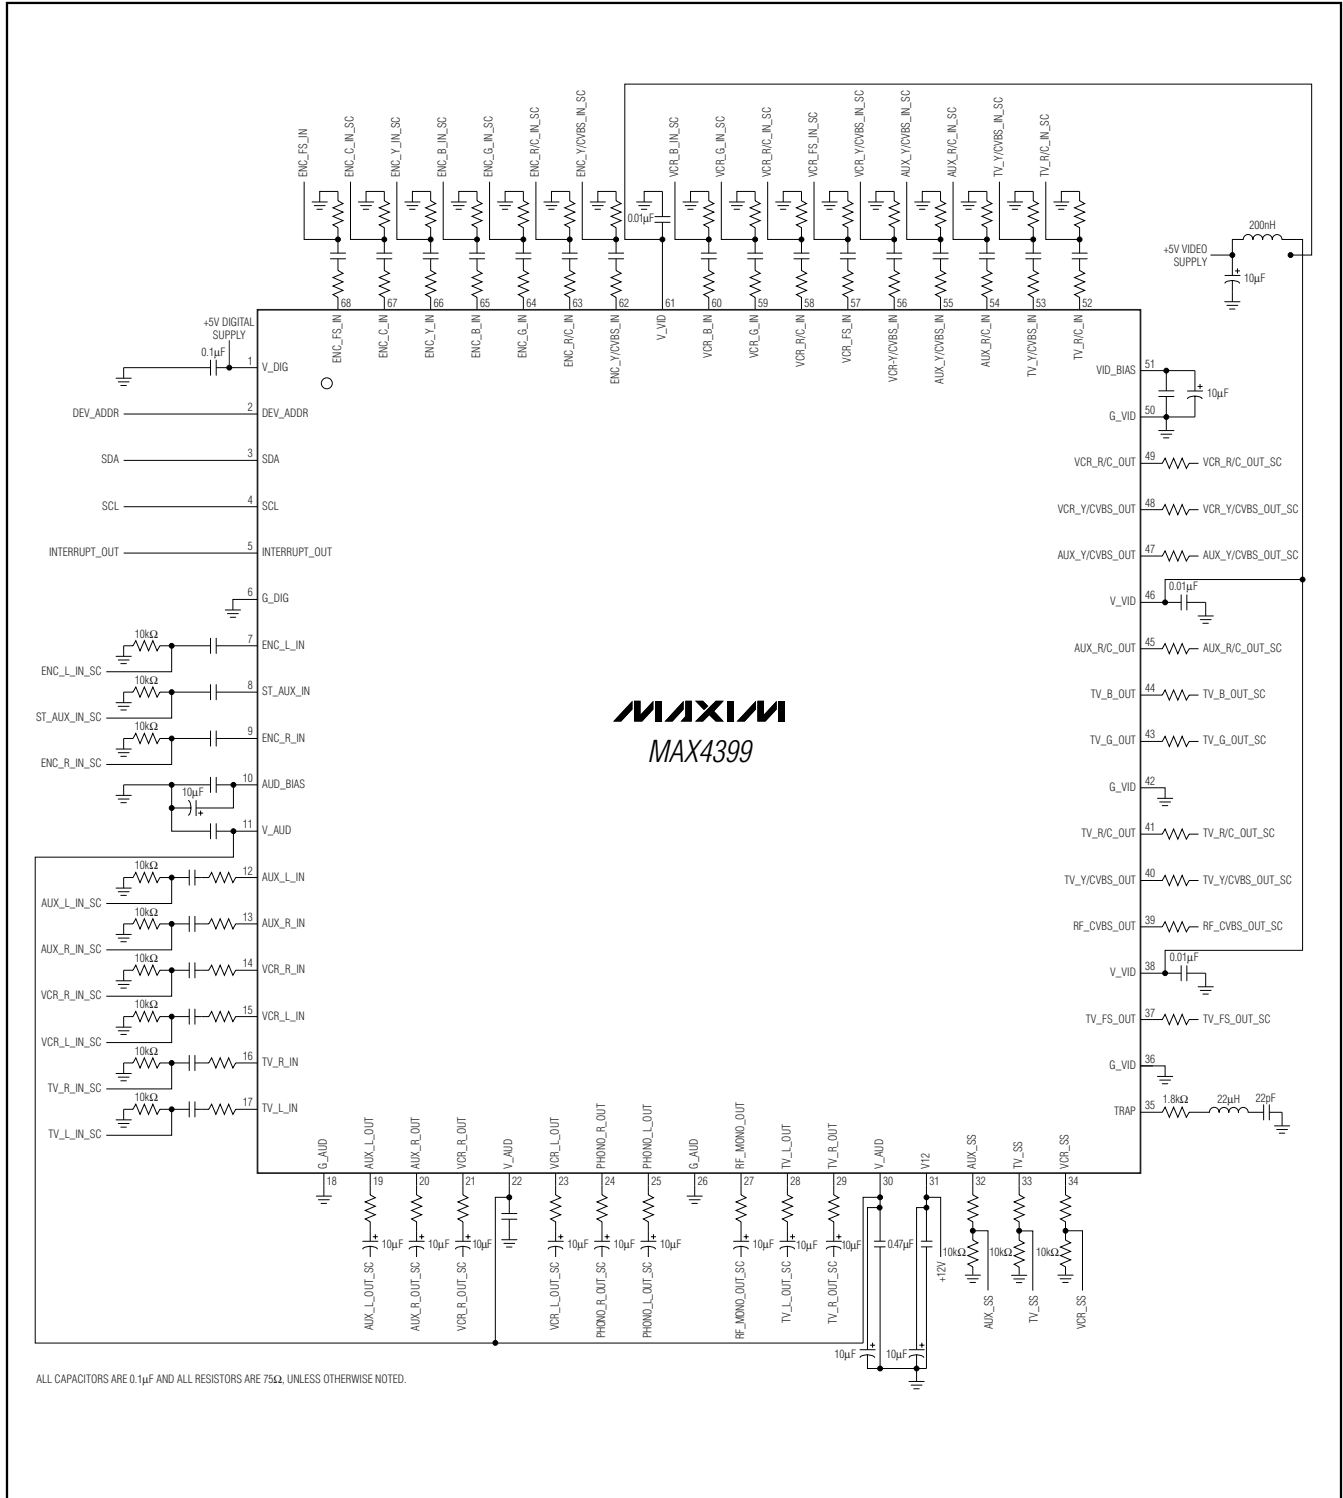 ENC_FS_IN
ENC_C_IN_SC
ENC_Y_IN_SC
ENC_B_IN_SC
ENC_G_IN_SC
ENC_R/C_IN_SC
ENC_Y/CVBS_IN_SC
VCR_B_IN_SC
VCR_G_IN_SC
VCR_R/C_IN_SC
VCR_FS_IN_SC
VCR_Y/CVBS_IN_SC
AUX_Y/CVBS_IN_SC
AUX_R/C_IN_SC
TV_Y/CVBS_IN_SC
TV_R/C_IN_SC
0.01µF
200nH
+5V VIDEO
SUPPLY
10µF
68
67
66
65
64
63
62
61
60
59
58
57
56
55
54
53
52
ENC_FS_IN
ENC_C_IN
ENC_Y_IN
ENC_B_IN
ENC_G_IN
ENC_R/C_IN
ENC_Y/CVBS_IN
V_VID
VCR_B_IN
VCR_G_IN
VCR_R/C_IN
VCR_FS_IN
VCR-Y/CVBS_IN
AUX_Y/CVBS_IN
AUX_R/C_IN
TV_Y/CVBS_IN
TV_R/C_IN
+5V DIGITAL
SUPPLY
0.1µF
1 V_DIG
DEV_ADDR 2 DEV_ADDR
SDA 3 SDA
SCL 4 SCL
INTERRUPT_OUT 5 INTERRUPT_OUT
6 G_DIG
10kΩ 7 ENC_L_IN
ENC_L_IN_SC
10kΩ 8 ST_AUX_IN
ST_AUX_IN_SC
10kΩ 9 ENC_R_IN
ENC_R_IN_SC
10 AUD_BIAS
10µF +
11 V_AUD
10kΩ 12 AUX_L_IN
AUX_L_IN_SC
10kΩ 13 AUX_R_IN
AUX_R_IN_SC
10kΩ 14 VCR_R_IN
VCR_R_IN_SC
10kΩ 15 VCR_L_IN
VCR_L_IN_SC
10kΩ 16 TV_R_IN
TV_R_IN_SC
10kΩ 17 TV_L_IN
TV_L_IN_SC
MAXIM
MAX4399
VID_BIAS 51
10µF
G_VID 50
VCR_R/C_OUT 49 VCR_R/C_OUT_SC
VCR_Y/CVBS_OUT 48 VCR_Y/CVBS_OUT_SC
AUX_Y/CVBS_OUT 47 AUX_Y/CVBS_OUT_SC
V_VID 46 0.01µF
AUX_R/C_OUT 45 AUX_R/C_OUT_SC
TV_B_OUT 44 TV_B_OUT_SC
TV_G_OUT 43 TV_G_OUT_SC
G_VID 42
TV_R/C_OUT 41 TV_R/C_OUT_SC
TV_Y/CVBS_OUT 40 TV_Y/CVBS_OUT_SC
RF_CVBS_OUT 39 RF_CVBS_OUT_SC
V_VID 38 0.01µF
TV_FS_OUT 37 TV_FS_OUT_SC
G_VID 36
TRAP 35 1.8kΩ 22µH 22pF
G_AUD
AUX_L_OUT
AUX_R_OUT
VCR_R_OUT
V_AUD
VCR_L_OUT
PHONO_R_OUT
PHONO_L_OUT
G_AUD
RF_MONO_OUT
TV_L_OUT
TV_R_OUT
V_AUD
V12
AUX_SS
TV_SS
VCR_SS
18
19
20
21
22
23
24
25
26
27
28
29
30
31
32
33
34
10µF
10µF
10µF
10µF
10µF
10µF
10µF
10µF
10µF
0.47µF
+12V
10kΩ
10kΩ
10kΩ
AUX_L_OUT_SC
AUX_R_OUT_SC
VCR_R_OUT_SC
VCR_L_OUT_SC
PHONO_R_OUT_SC
PHONO_L_OUT_SC
RF_MONO_OUT_SC
TV_L_OUT_SC
TV_R_OUT_SC
AUX_SS
TV_SS
VCR_SS
10µF
10µF
ALL CAPACITORS ARE 0.1µF AND ALL RESISTORS ARE 75Ω, UNLESS OTHERWISE NOTED.